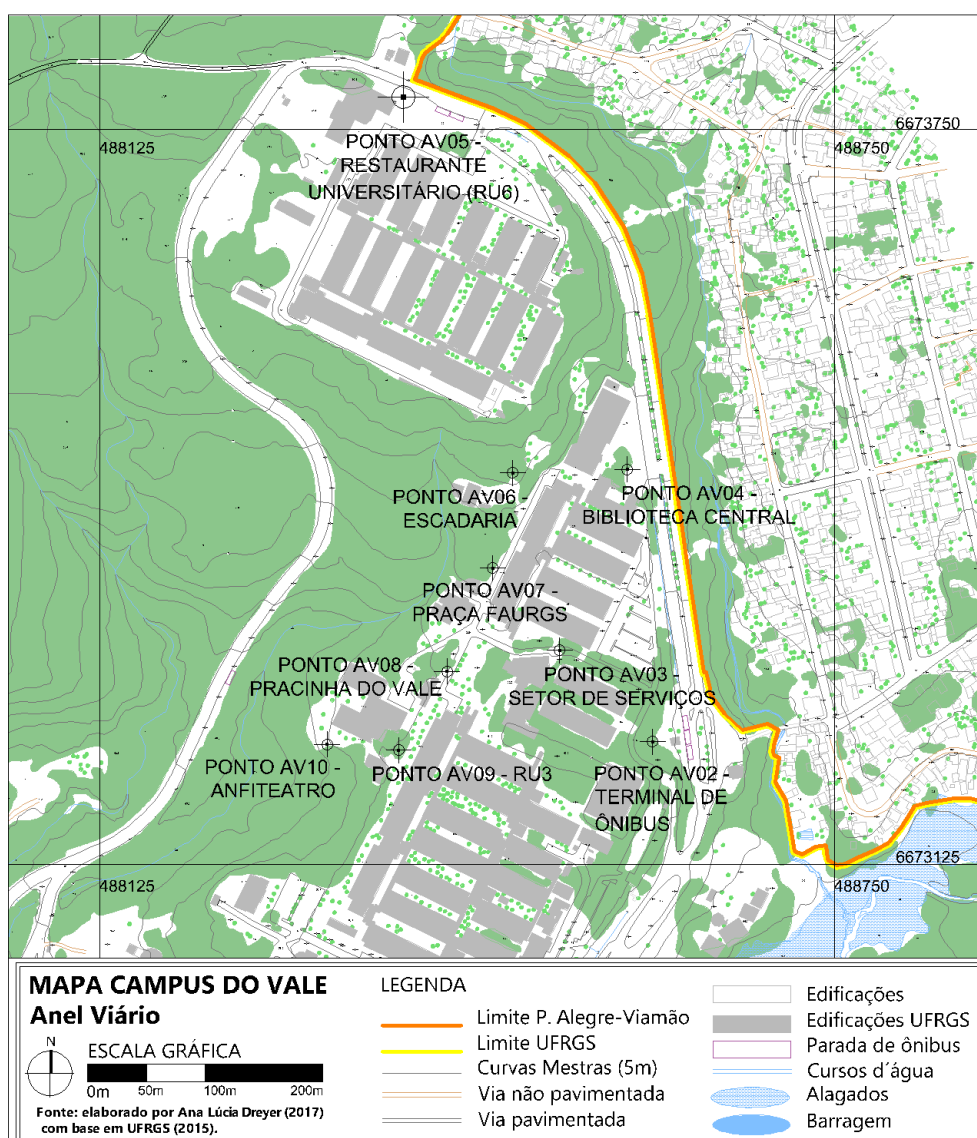 6673750
488125
488750
PONTO AV05 -
RESTAURANTE
UNIVERSITÁRIO (RU6)
PONTO AV06 -
ESCADARIA
PONTO AV04 -
BIBLIOTECA CENTRAL
PONTO AV07 -
PRAÇA FAURGS
PONTO AV08 -
PRACINHA DO VALE
PONTO AV03 -
SETOR DE SERVIÇOS
PONTO AV10 -
ANFITEATRO
PONTO AV09 - RU3
PONTO AV02 -
TERMINAL DE
ÔNIBUS
6673125
488125
488750
MAPA CAMPUS DO VALE
Anel Viário
N
ESCALA GRÁFICA
0m 50m 100m 200m
Fonte: elaborado por Ana Lúcia Dreyer (2017)
com base em UFRGS (2015).
LEGENDA
Limite P. Alegre-Viamão
Limite UFRGS
Curvas Mestras (5m)
Via não pavimentada
Via pavimentada
Edificações
Edificações UFRGS
Parada de ônibus
Cursos d´água
Alagados
Barragem